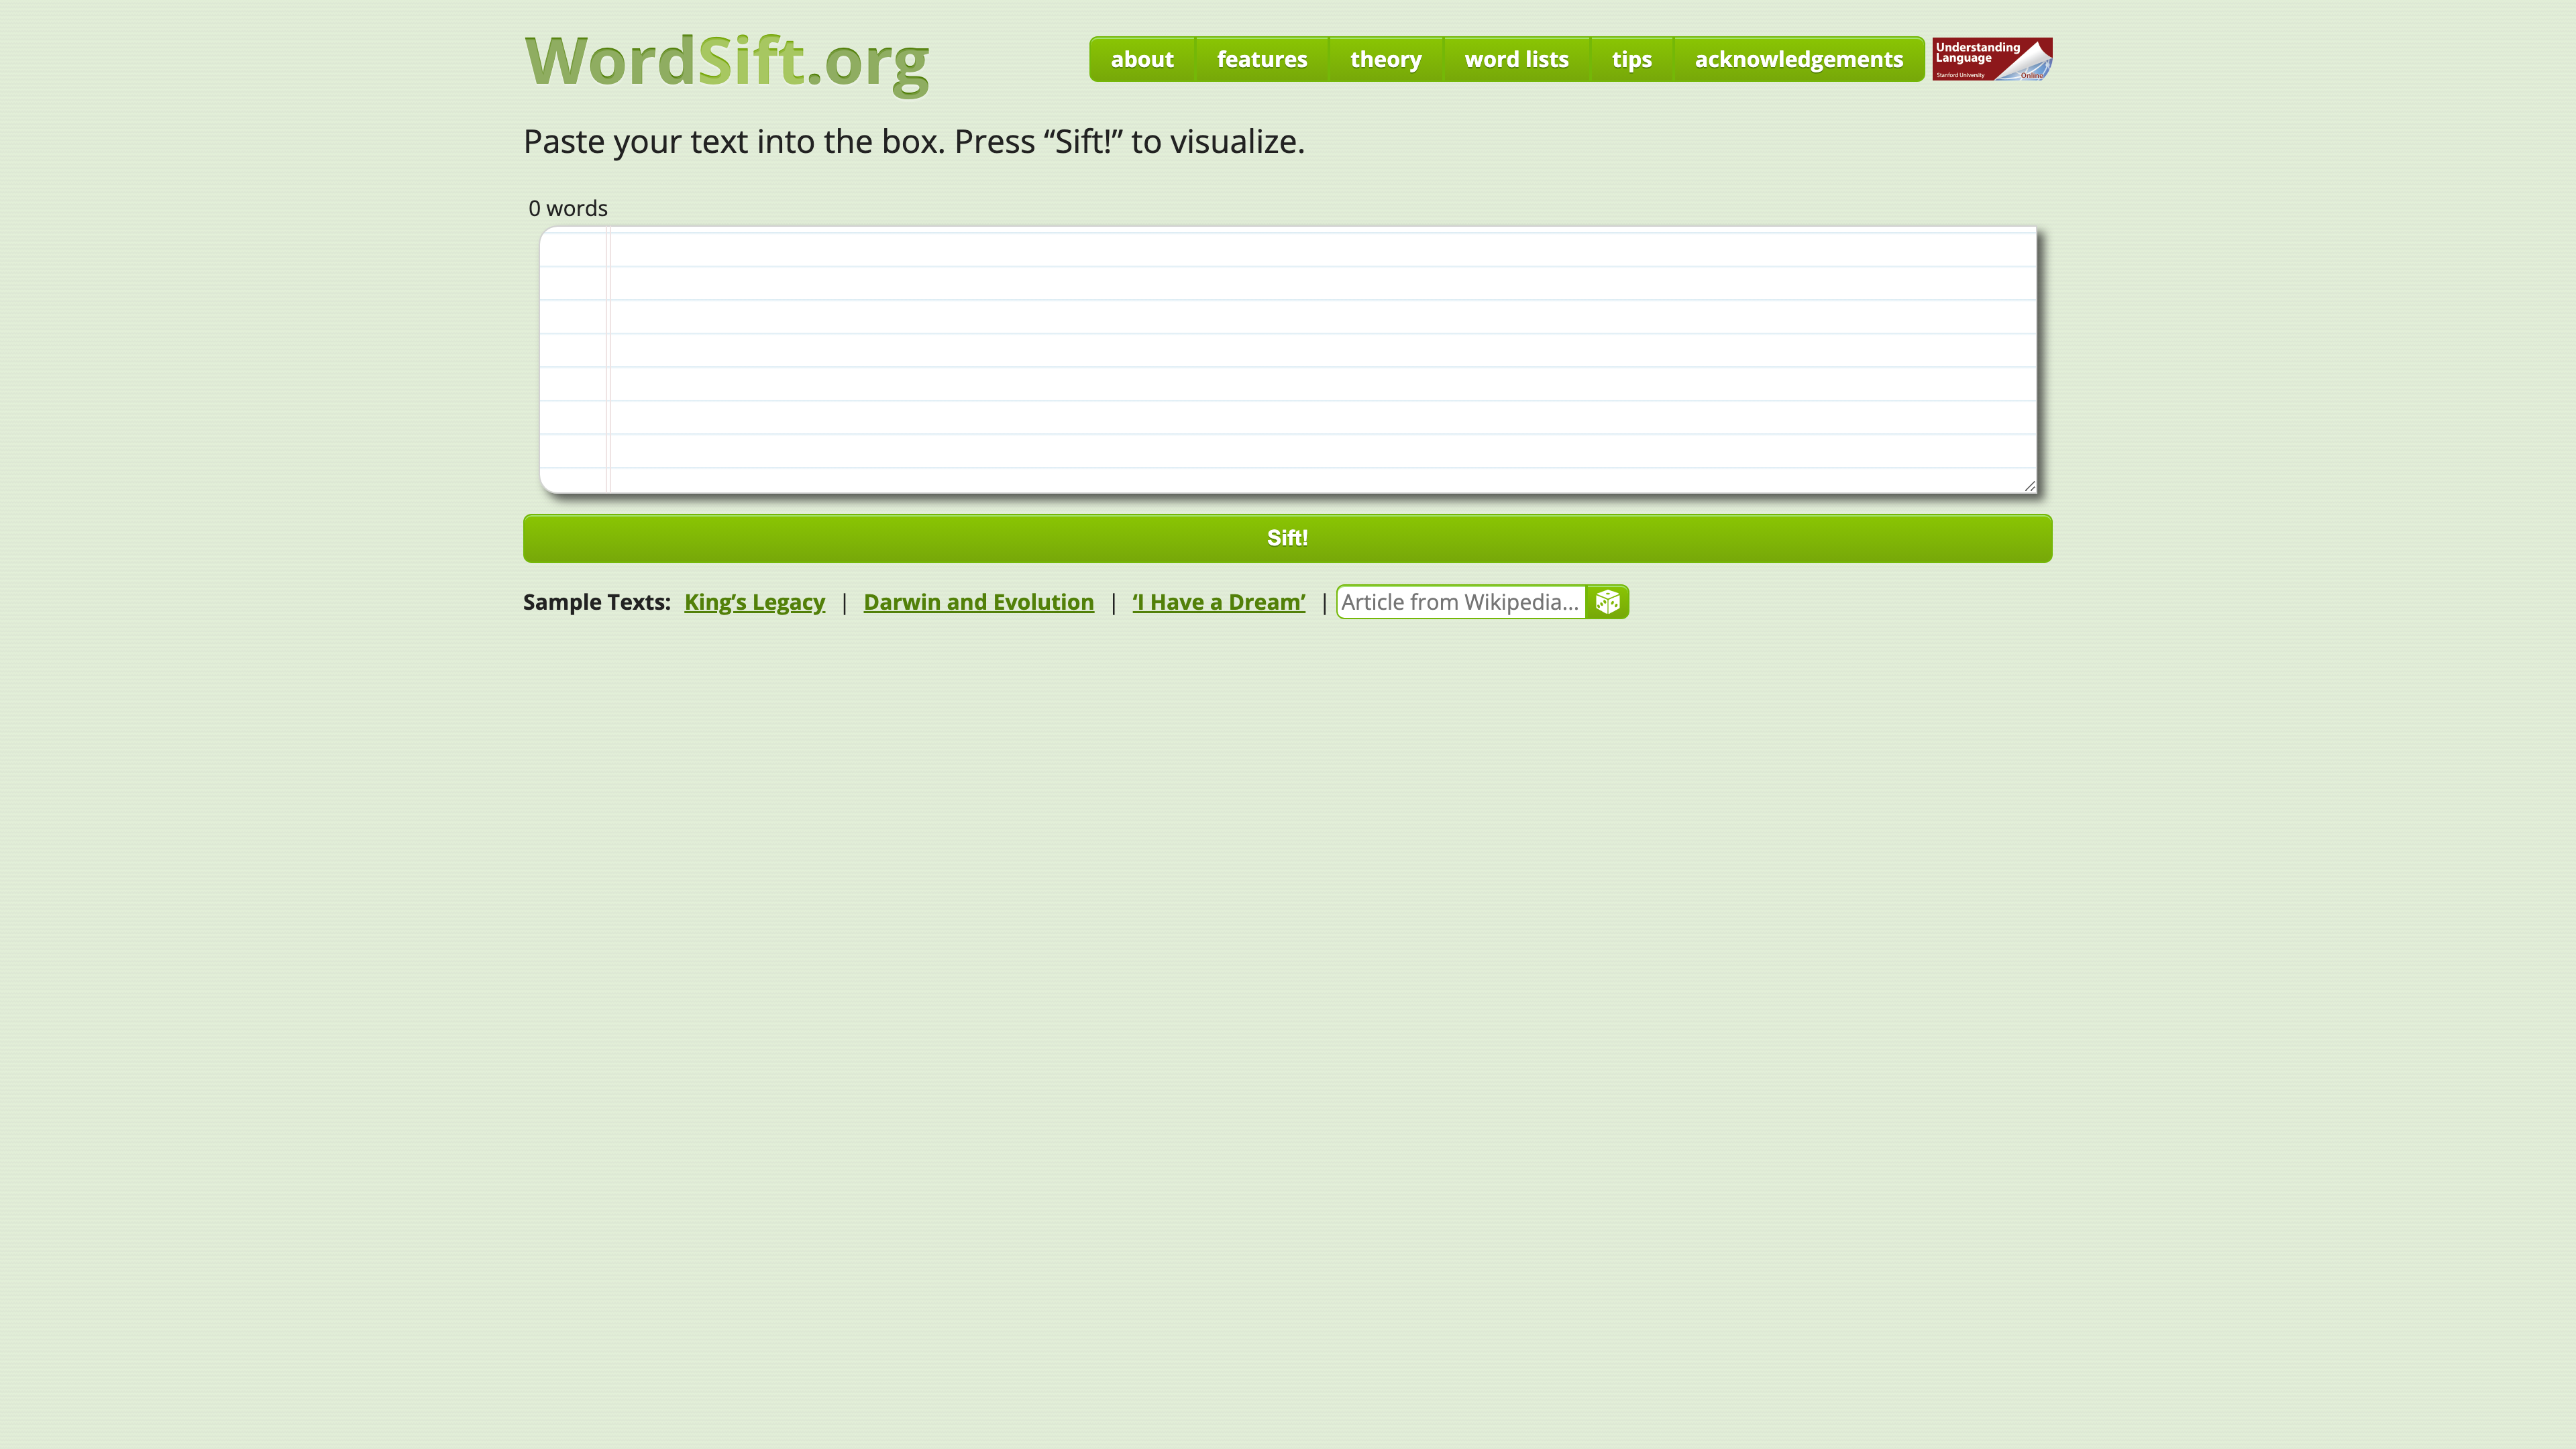 WordSift.org
about features theory word lists tips acknowledgements
Understanding
Language
Stanford University
Online
Paste your text into the box. Press “Sift!” to visualize.
0 words
Sift!
Sample Texts: King’s Legacy | Darwin and Evolution | ‘I Have a Dream’ | Article from Wikipedia...